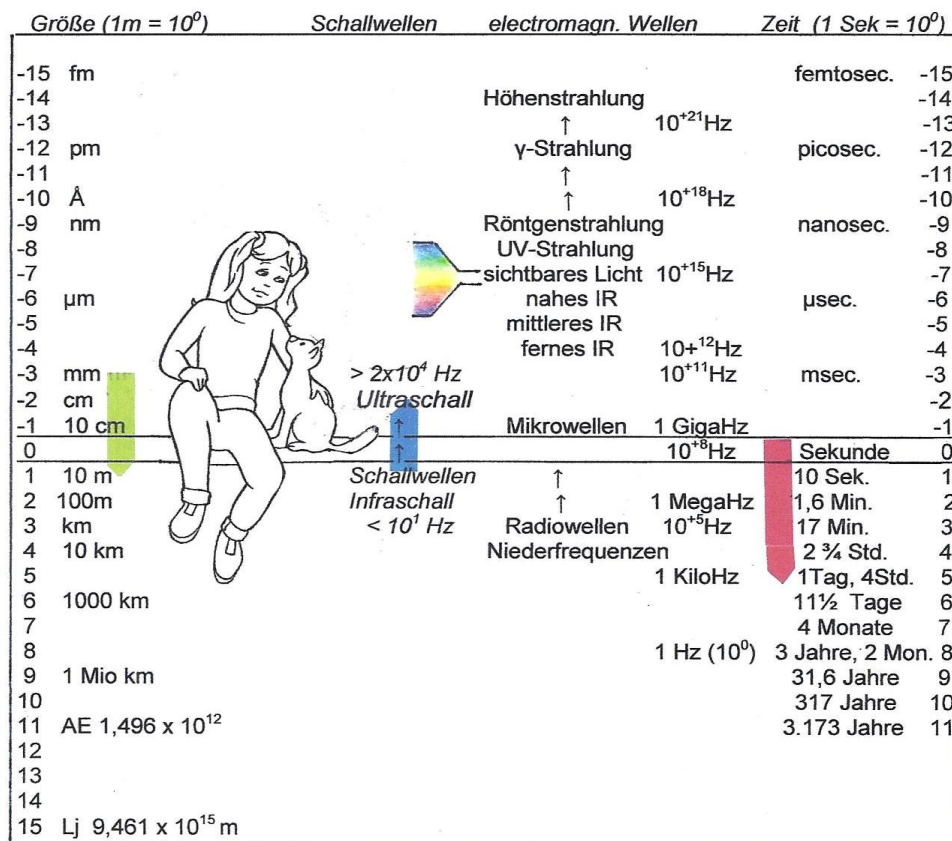 Größe (1m = 10⁰) Schallwellen electromagn. Wellen Zeit (1 Sek = 10⁰)
-15 fm femtosec. -15
-14 Höhenstrahlung -14
-13 ↑ 10⁺²¹Hz -13
-12 pm γ-Strahlung picosec. -12
-11 ↑ -11
-10 Å ↑ 10⁺¹⁸Hz -10
-9 nm Röntgenstrahlung nanosec. -9
-8 UV-Strahlung -8
-7 sichtbares Licht 10⁺¹⁵Hz -7
-6 µm nahes IR µsec. -6
-5 mittleres IR -5
-4 fernes IR 10+¹²Hz -4
-3 mm > 2x10⁴ Hz 10⁺¹¹Hz msec. -3
-2 cm Ultraschall -2
-1 10 cm ↑ Mikrowellen 1 GigaHz -1
0 ↑ 10⁺⁸Hz Sekunde 0
1 10 m Schallwellen ↑ 10 Sek. 1
2 100m Infraschall ↑ 1 MegaHz 1,6 Min. 2
3 km < 10¹ Hz Radiowellen 10⁺⁵Hz 17 Min. 3
4 10 km Niederfrequenzen 2 ¾ Std. 4
5 1 KiloHz 1Tag, 4Std. 5
6 1000 km 11½ Tage 6
7 4 Monate 7
8 1 Hz (10⁰) 3 Jahre, 2 Mon. 8
9 1 Mio km 31,6 Jahre 9
10 317 Jahre 10
11 AE 1,496 x 10¹² 3.173 Jahre 11
12
13
14
15 Lj 9,461 x 10¹⁵ m